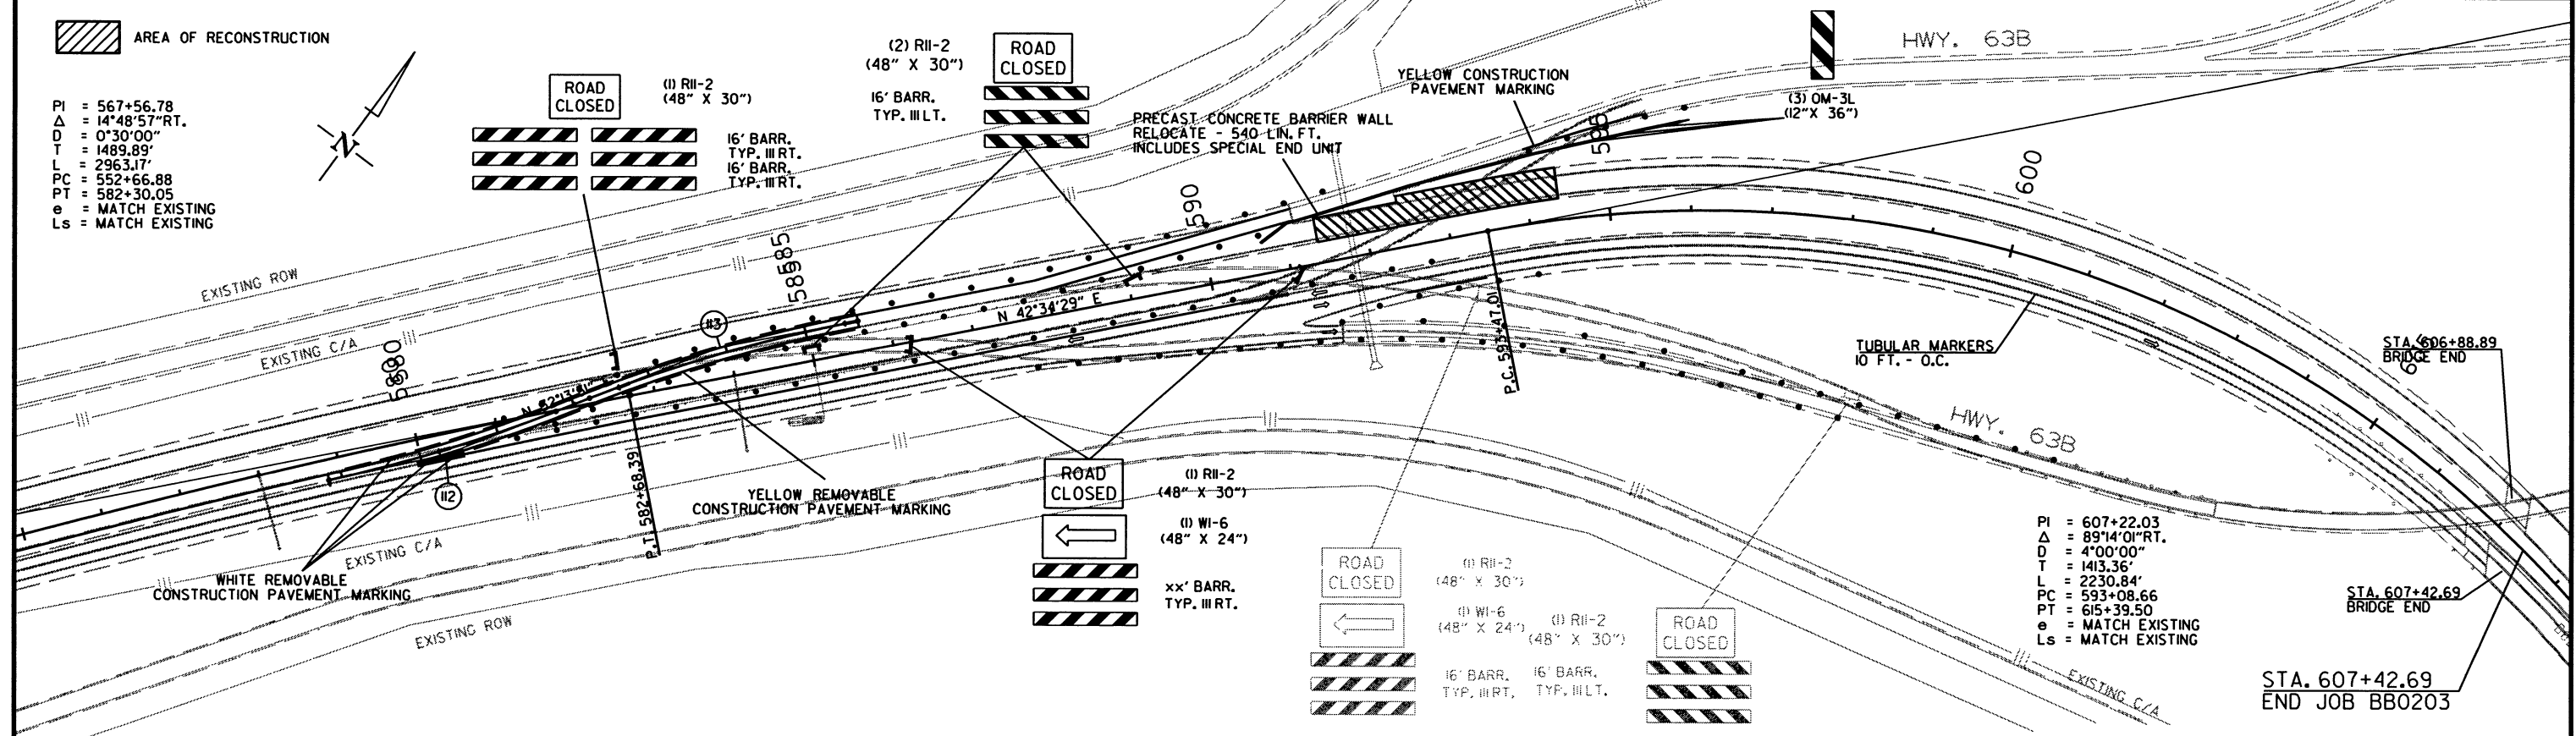 AREA OF RECONSTRUCTION
PI = 567+56.78
Δ = 14°48'57"RT.
D = 0°30'00"
T = 1489.89'
L = 2963.17'
PC = 552+66.88
PT = 582+30.05
e = MATCH EXISTING
Ls = MATCH EXISTING
N
ROAD
CLOSED
(1) R11-2
(48" X 30")
16' BARR.
TYP. III RT.
16' BARR.
TYP. III RT.
(2) R11-2
(48" X 30")
ROAD
CLOSED
16' BARR.
TYP. III LT.
PRECAST CONCRETE BARRIER WALL
RELOCATE - 540 LIN. FT.
INCLUDES SPECIAL END UNIT
YELLOW CONSTRUCTION
PAVEMENT MARKING
(3) OM-3L
(12"X 36")
HWY. 63B
EXISTING ROW
EXISTING C/A
585
590
595
600
N 42°34'29" E
113
112
P.T. 582+68.39
P.C. 593+47.01
TUBULAR MARKERS
10 FT. - O.C.
STA. 606+88.89
BRIDGE END
HWY. 63B
YELLOW REMOVABLE
CONSTRUCTION PAVEMENT MARKING
WHITE REMOVABLE
CONSTRUCTION PAVEMENT MARKING
EXISTING C/A
EXISTING ROW
ROAD
CLOSED
(1) R11-2
(48" X 30")
(1) W1-6
(48" X 24")
xx' BARR.
TYP. III RT.
ROAD
CLOSED
(1) R11-2
(48" X 30")
(1) W1-6
(48" X 24")
16' BARR.
TYP. III RT.
(1) R11-2
(48" X 30")
ROAD
CLOSED
16' BARR.
TYP. III LT.
PI = 607+22.03
Δ = 89°14'01"RT.
D = 4°00'00"
T = 1413.36'
L = 2230.84'
PC = 593+08.66
PT = 615+39.50
e = MATCH EXISTING
Ls = MATCH EXISTING
STA. 607+42.69
BRIDGE END
EXISTING C/A
STA. 607+42.69
END JOB BB0203